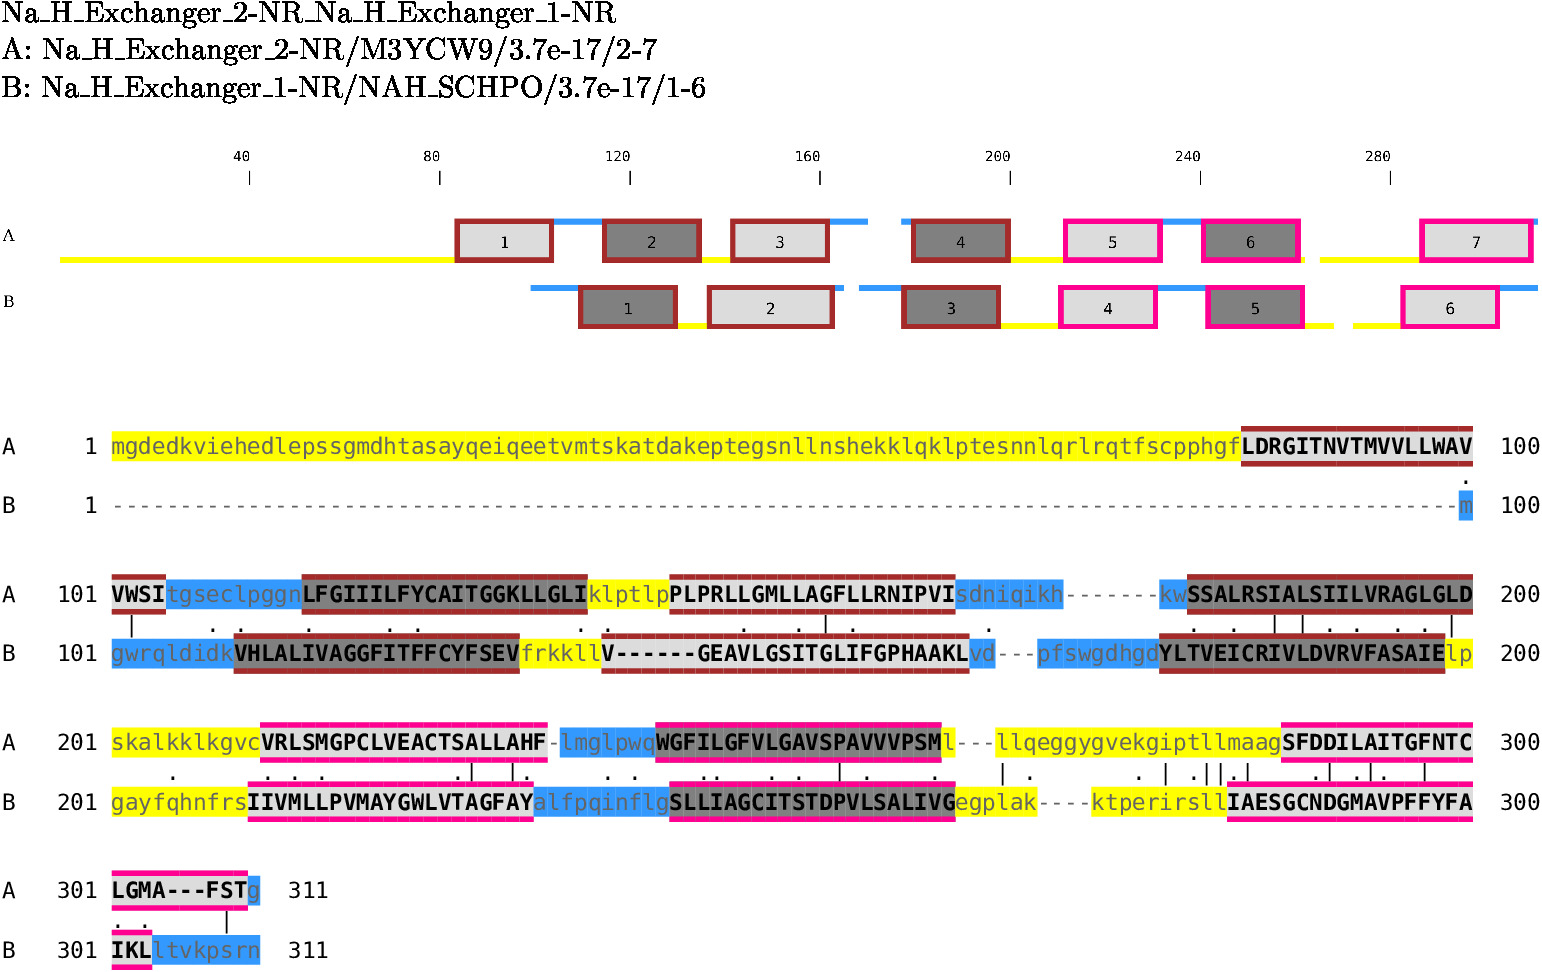 Na_H_Exchanger_2-NR_Na_H_Exchanger_1-NR
A: Na_H_Exchanger_2-NR/M3YCW9/3.7e-17/2-7
B: Na_H_Exchanger_1-NR/NAH_SCHPO/3.7e-17/1-6
40 80 120 160 200 240 280
A 1 2 3 4 5 6 7
B 1 2 3 4 5 6
A 1 mgdedkviehedlepssgmdhtasayqeiqeetvmtskatdakeptegsnllnshekklqklptesnnlqrlrqtfscpphgfLDRGITNVTMVVLLWAV 100
B 1 ---------------------------------------------------------------------------------------------------m 100
A 101 VWSItgseclpggnLFGIIILFYCAITGGKLLGLIklptlpPLPRLLGMLLAGFLLRNIPVIsdniqikh-------kwSSALRSIALSIILVRAGLGLD 200
B 101 gwrqldidkVHLALIVAGGFITFFCYFSEVfrkkllV------GEAVLGSITGLIFGPHAAKLvd---pfswgdhgdYLTVEICRIVLDVRVFASAIElp 200
A 201 skalkklkgvcVRLSMGPCLVEACTSALLAHF-lmglpwqWGFILGFVLGAVSPAVVVPSMl---llqeggygvekgiptllmaagSFDDILAITGFNTC 300
B 201 gayfqhnfrsIIVMLLPVMAYGWLVTAGFAYalfpqinflgSLLIAGCITSTDPVLSALIVGegplak----ktperirsllIAESGCNDGMAVPFFYFA 300
A 301 LGMA---FSTg 311
B 301 IKLltvkpsrn 311